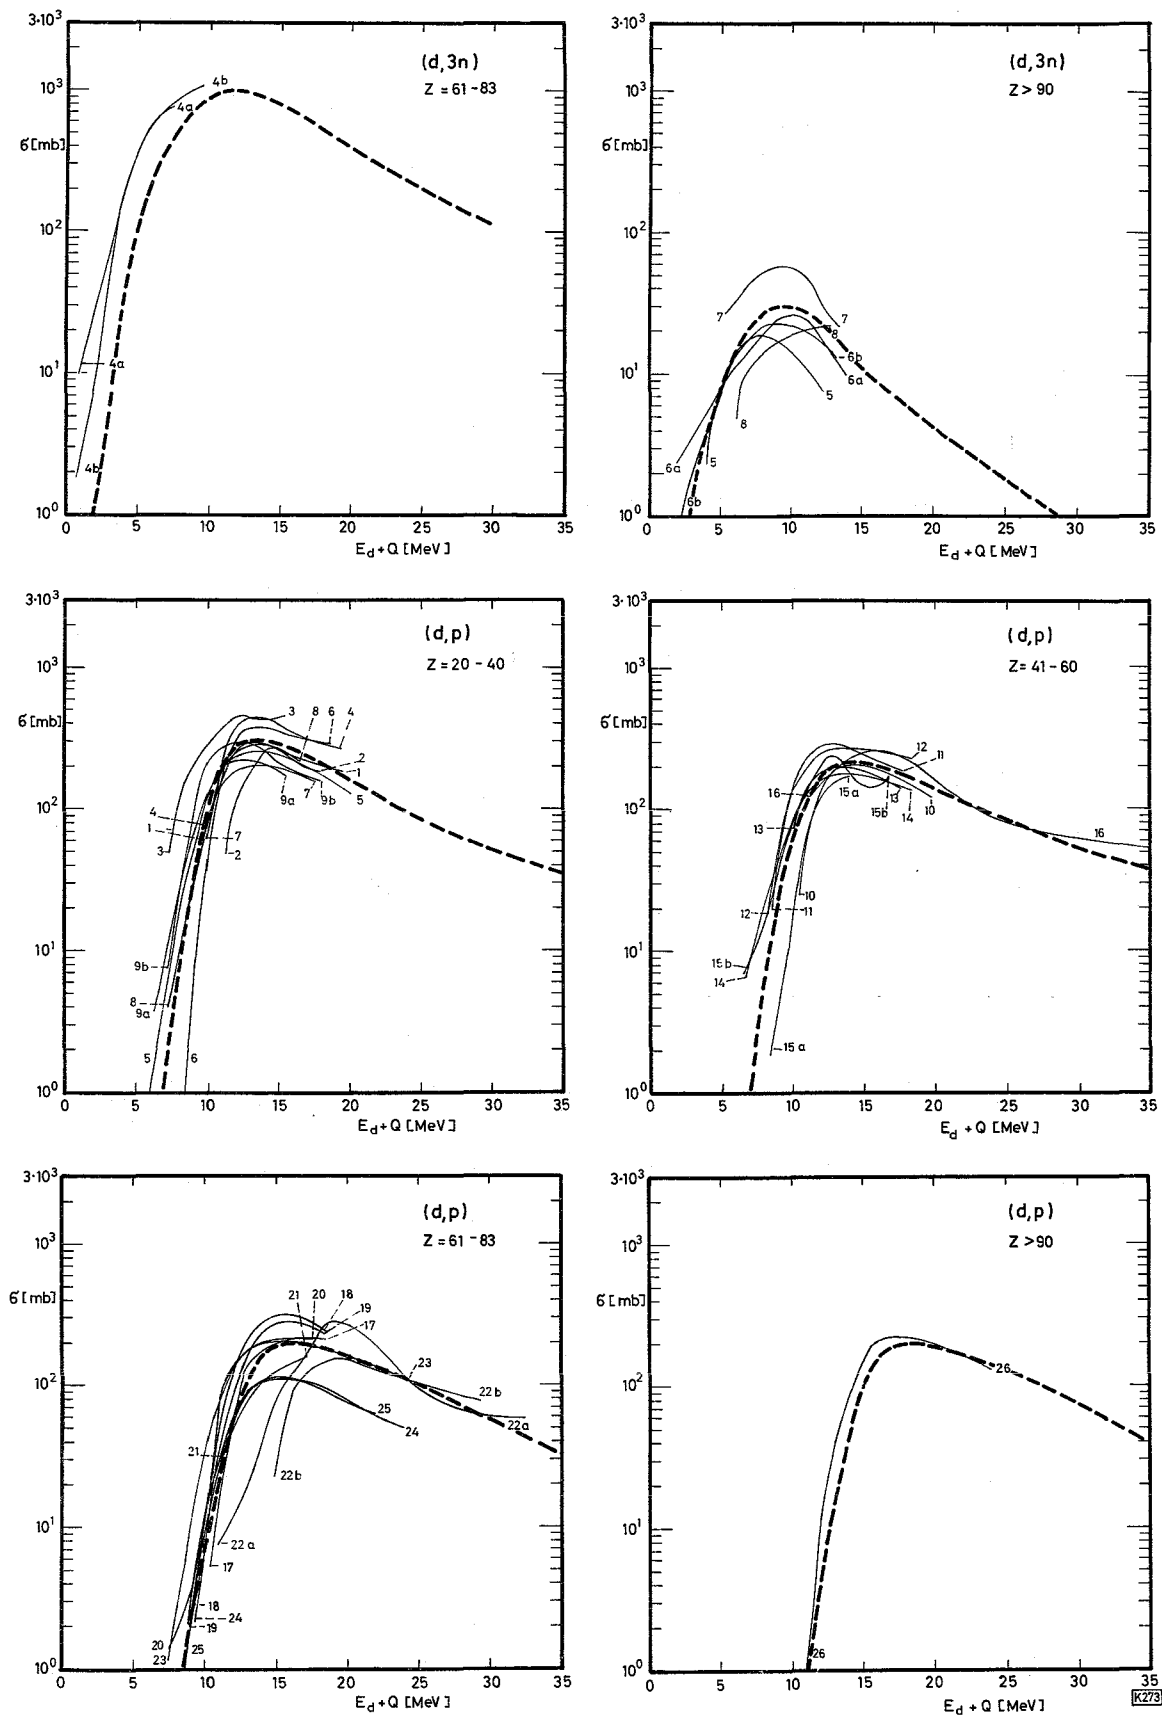 (d,3n)
Z = 61-83
3·10³
10³
10²
10¹
10⁰
σ [mb]
4b
4a
4a
4b
0 5 10 15 20 25 30 35
E_d + Q [MeV]
(d,3n)
Z > 90
3·10³
10³
10²
10¹
10⁰
σ [mb]
7
7
8
6b
6a
5
8
6a
5
6b
0 5 10 15 20 25 30 35
E_d + Q [MeV]
(d,p)
Z = 20 - 40
3·10³
10³
10²
10¹
10⁰
σ [mb]
3
8
6
4
2
1
9a
7
9b
5
4
1
3
7
2
9b
8
9a
5
6
0 5 10 15 20 25 30 35
E_d + Q [MeV]
(d,p)
Z = 41 - 60
3·10³
10³
10²
10¹
10⁰
σ [mb]
12
11
16
15a
15b
13
14
10
16
13
10
12
11
15b
14
15a
0 5 10 15 20 25 30 35
E_d + Q [MeV]
(d,p)
Z = 61 - 83
3·10³
10³
10²
10¹
10⁰
σ [mb]
21
20
18
19
17
23
22b
22a
25
24
21
22b
22a
17
18
24
19
20
23
25
0 5 10 15 20 25 30 35
E_d + Q [MeV]
(d,p)
Z > 90
3·10³
10³
10²
10¹
10⁰
σ [mb]
26
26
0 5 10 15 20 25 30 35
E_d + Q [MeV]
K273